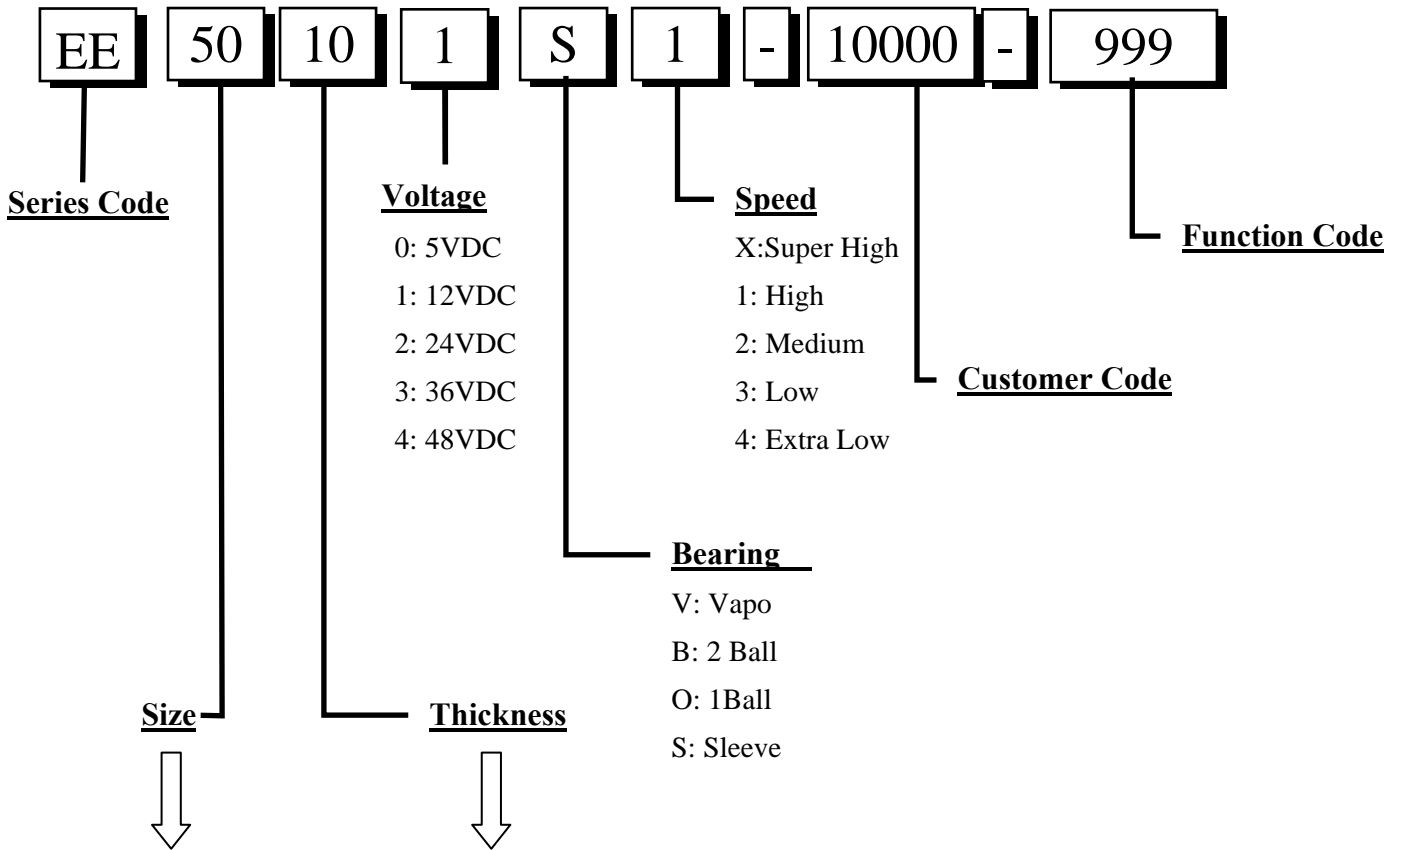 EE 50 10 1 S 1 - 10000 - 999
Series Code
Voltage
0: 5VDC
1: 12VDC
2: 24VDC
3: 36VDC
4: 48VDC
Speed
X:Super High
1: High
2: Medium
3: Low
4: Extra Low
Function Code
Customer Code
Bearing
V: Vapo
B: 2 Ball
O: 1Ball
S: Sleeve
Size
Thickness